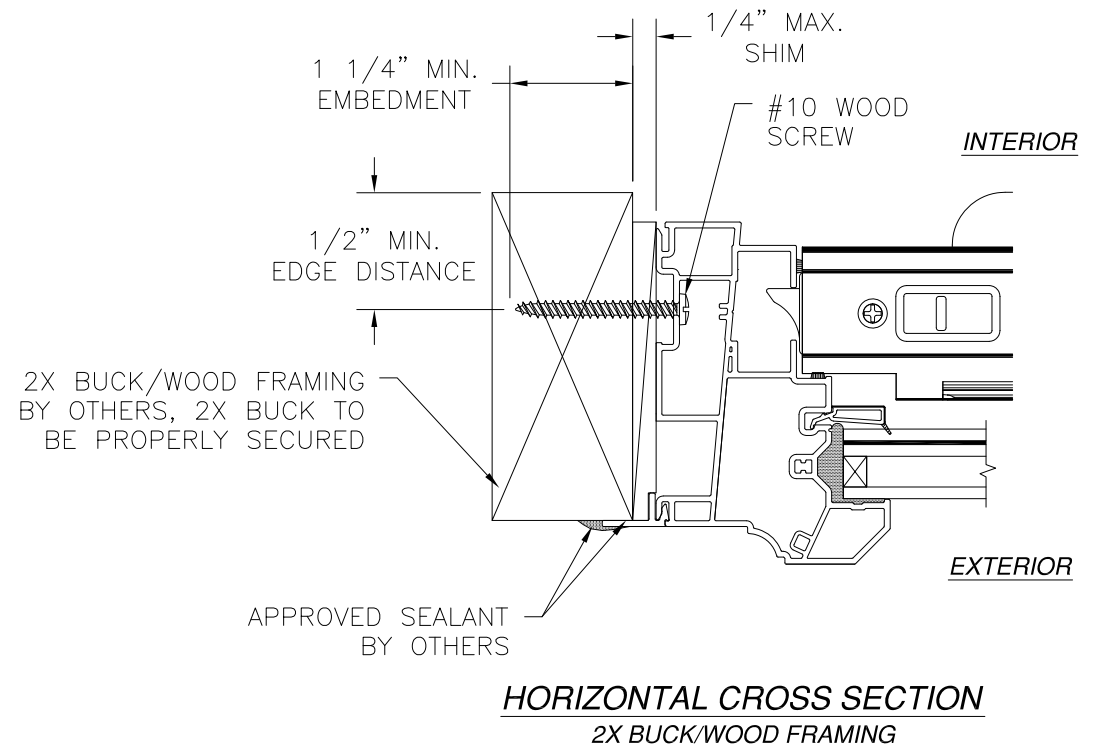 1/4” MAX.
SHIM
1 1/4” MIN.
EMBEDMENT
#10 WOOD
SCREW
INTERIOR
1/2” MIN.
EDGE DISTANCE
2X BUCK/WOOD FRAMING
BY OTHERS, 2X BUCK TO
BE PROPERLY SECURED
EXTERIOR
APPROVED SEALANT
BY OTHERS
HORIZONTAL CROSS SECTION
2X BUCK/WOOD FRAMING